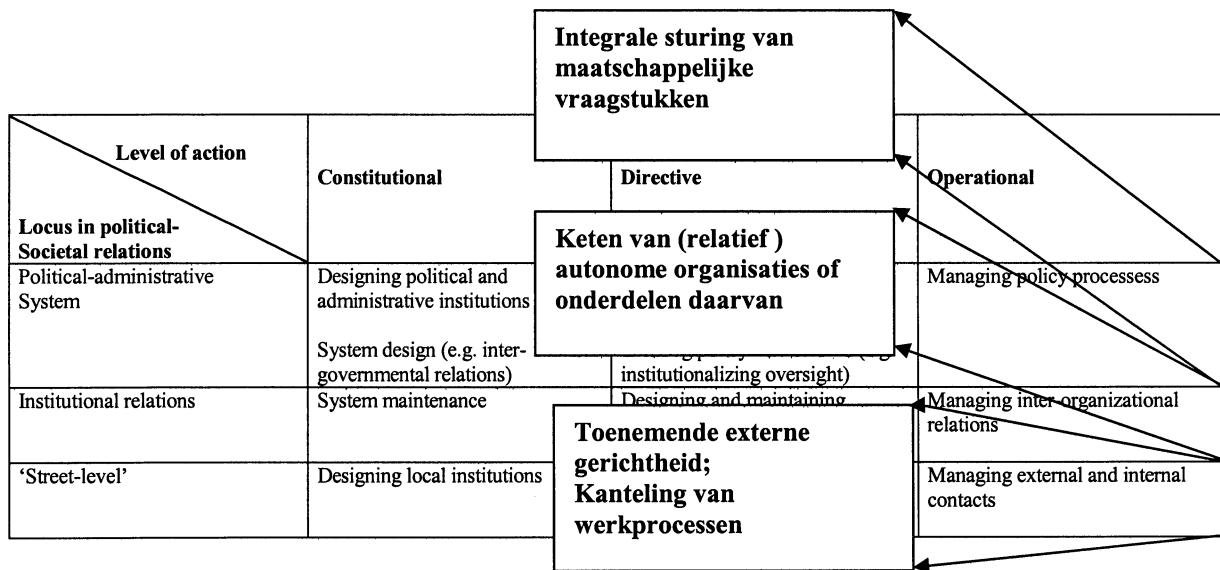 Integrale sturing van
maatschappelijke
vraagstukken
Level of action
Locus in political-
Societal relations
Constitutional
Directive
Operational
Keten van (relatief )
autonome organisaties of
onderdelen daarvan
Political-administrative
System
Designing political and
administrative institutions
System design (e.g. inter-
governmental relations)
institutionalizing oversight)
Managing policy processess
Institutional relations
System maintenance
Designing and maintaining
Managing inter-organizational
relations
Toenemende externe
gerichtheid;
Kanteling van
werkprocessen
‘Street-level’
Designing local institutions
Managing external and internal
contacts